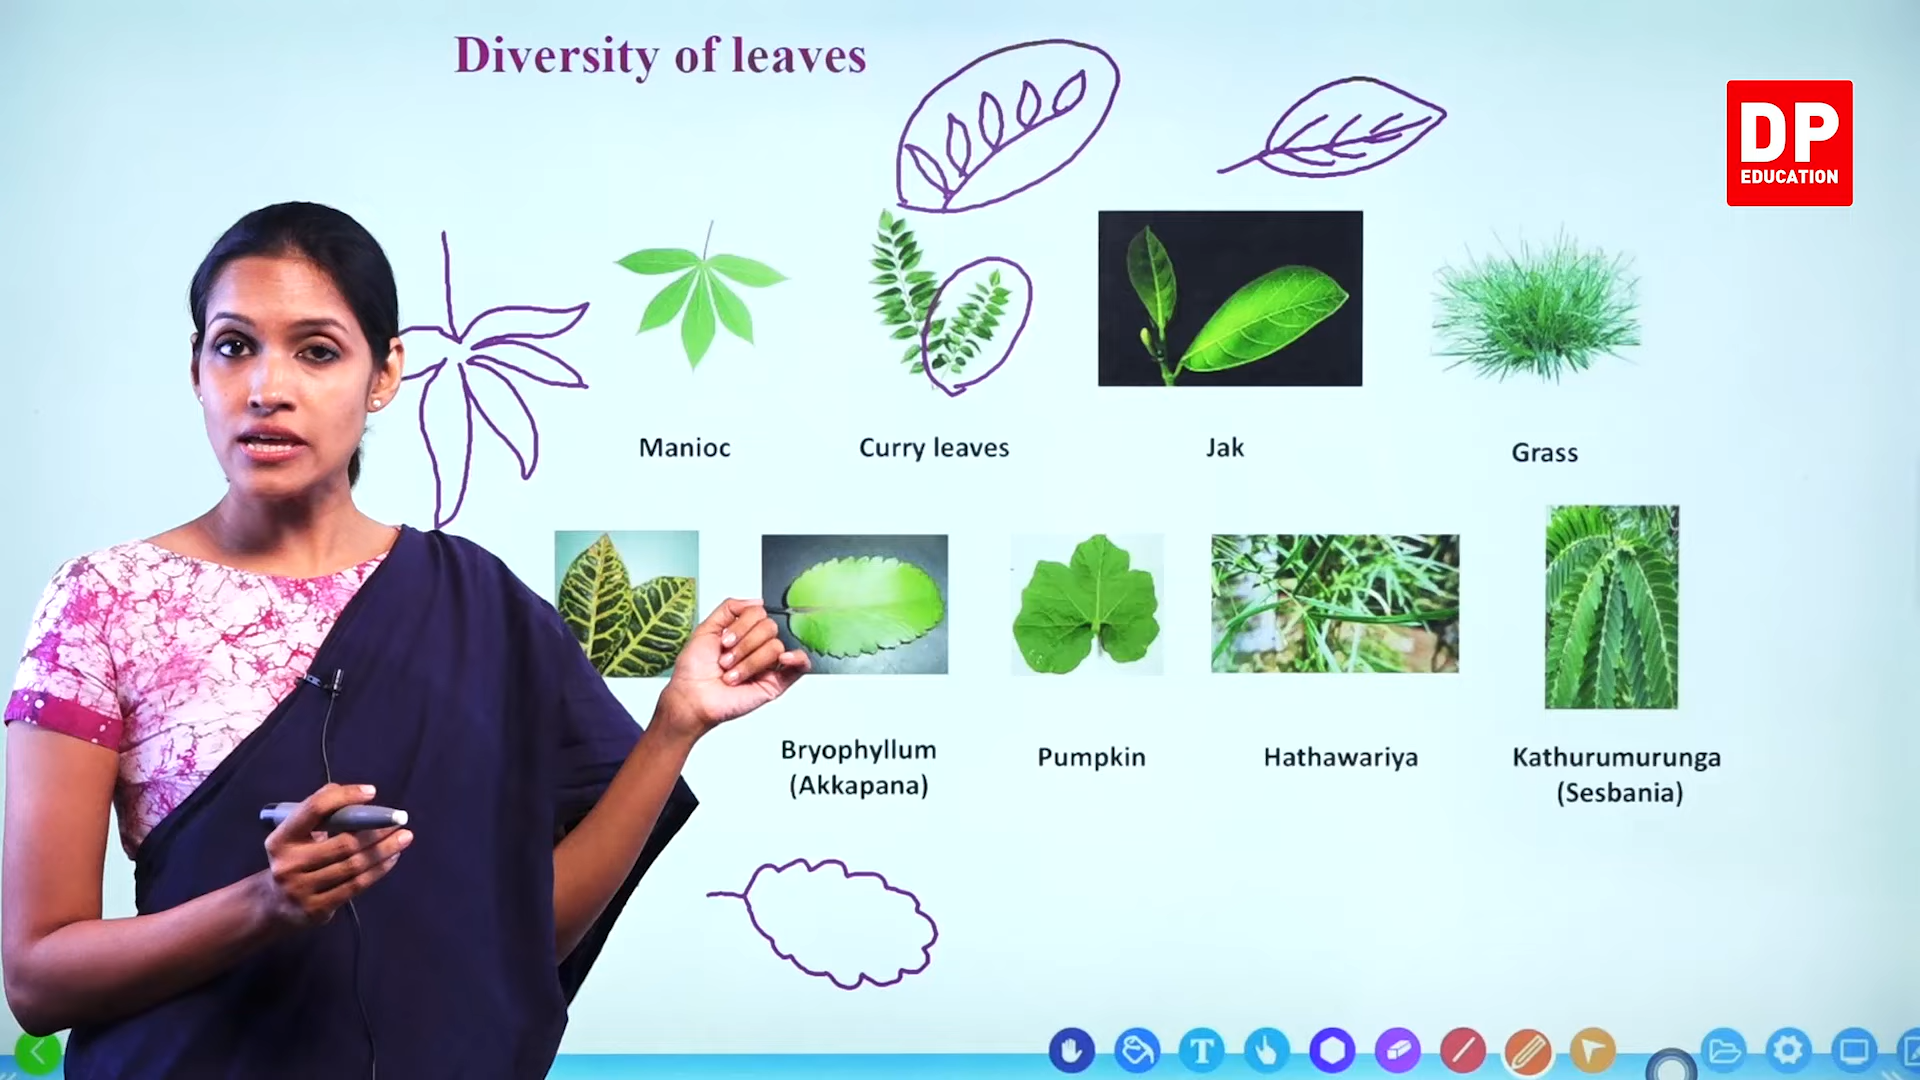 Diversity of leaves
DP
EDUCATION
Manioc
Curry leaves
Jak
Grass
Bryophyllum
(Akkapana)
Pumpkin
Hathawariya
Kathurumurunga
(Sesbania)
T